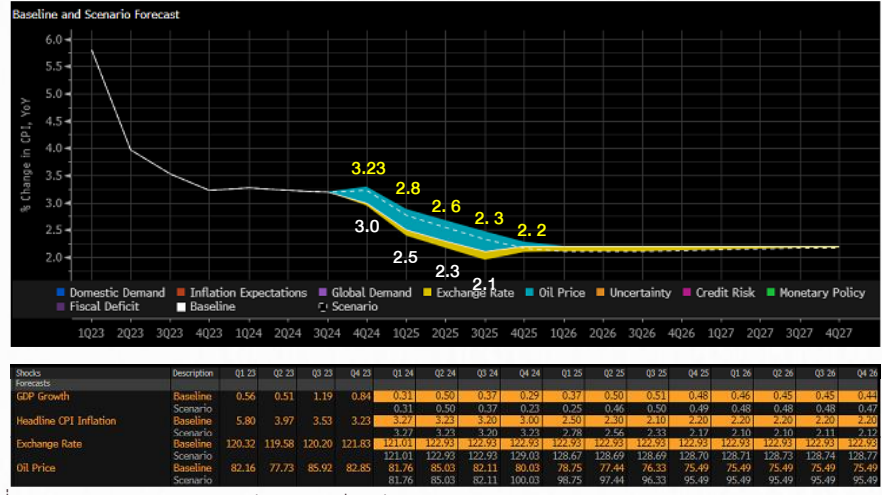 Baseline and Scenario Forecast
% Change in CPI, YoY
6.0
5.5
5.0
4.5
4.0
3.5
3.0
2.5
2.0
3.23
2.8
2. 6
2. 3
2. 2
3.0
2.5
2.3
2.1
Domestic Demand Inflation Expectations Global Demand Exchange Rate Oil Price Uncertainty Credit Risk Monetary Policy
Fiscal Deficit Baseline Scenario
1Q23 2Q23 3Q23 4Q23 1Q24 2Q24 3Q24 4Q24 1Q25 2Q25 3Q25 4Q25 1Q26 2Q26 3Q26 4Q26 1Q27 2Q27 3Q27 4Q27
Shocks Description Q1 23 Q2 23 Q3 23 Q4 23 Q1 24 Q2 24 Q3 24 Q4 24 Q1 25 Q2 25 Q3 25 Q4 25 Q1 26 Q2 26 Q3 26 Q4 26
Forecasts
GDP Growth Baseline 0.56 0.51 1.19 0.84 0.31 0.50 0.37 0.29 0.37 0.50 0.51 0.48 0.46 0.45 0.45 0.44
Scenario 0.31 0.50 0.37 0.23 0.25 0.46 0.50 0.49 0.48 0.48 0.48 0.47
Headline CPI Inflation Baseline 5.80 3.97 3.53 3.23 3.27 3.23 3.20 3.00 2.50 2.30 2.10 2.20 2.20 2.20 2.20 2.20
Scenario 3.27 3.23 3.20 3.23 2.78 2.56 2.33 2.17 2.10 2.10 2.11 2.12
Exchange Rate Baseline 120.32 119.58 120.20 121.83 121.01 122.93 122.93 122.93 122.93 122.93 122.93 122.93 122.93 122.93 122.93 122.93
Scenario 121.01 122.93 122.93 129.03 128.67 128.69 128.69 128.70 128.71 128.73 128.74 128.77
Oil Price Baseline 82.16 77.73 85.92 82.85 81.76 85.03 82.11 80.03 78.75 77.44 76.33 75.49 75.49 75.49 75.49 75.49
Scenario 81.76 85.03 82.11 100.03 98.75 97.44 96.33 95.49 95.49 95.49 95.49 95.49